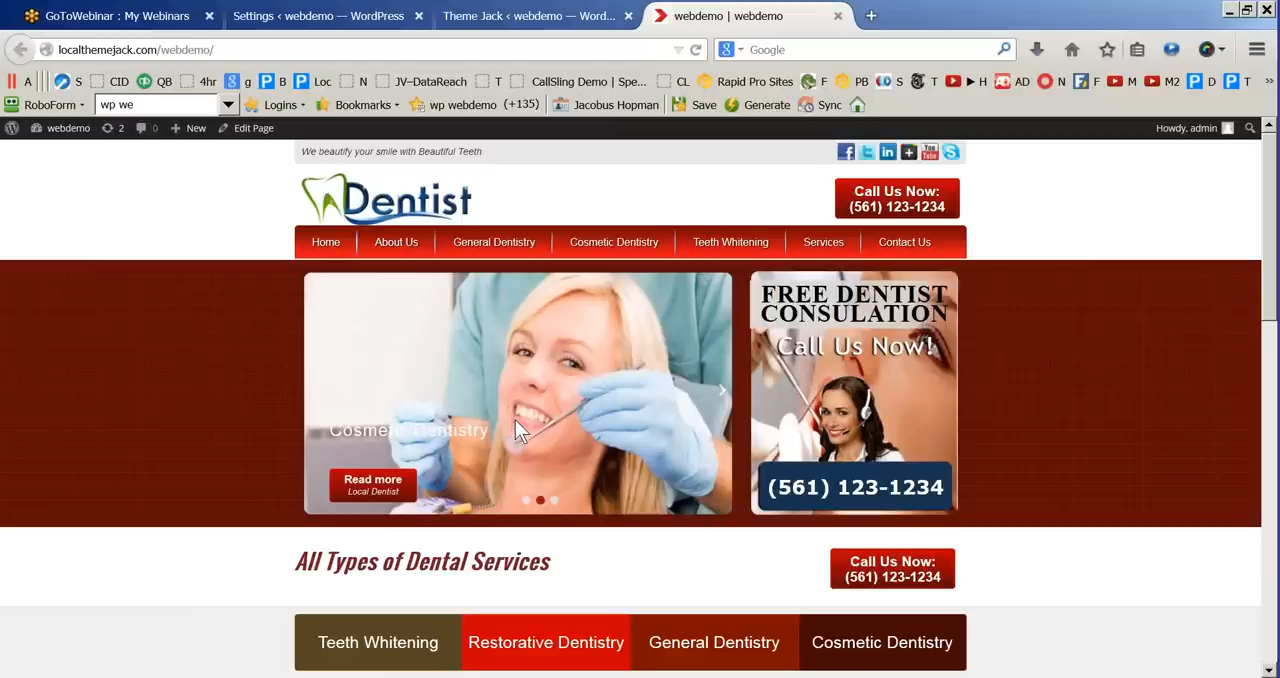 GoToWebinar : My Webinars
Settings ‹ webdemo — WordPress
Theme Jack ‹ webdemo — Word...
webdemo | webdemo
localthemejack.com/webdemo/
Google
A S CID QB 4hr g B Loc N JV--DataReach T CallSling Demo | Spe... CL Rapid Pro Sites F PB S T H AD N F M M2 D T
RoboForm wp we Logins Bookmarks wp webdemo (+135) Jacobus Hopman Save Generate Sync
webdemo 2 0 New Edit Page Howdy, admin
We beautify your smile with Beautiful Teeth
Dentist
Call Us Now:
(561) 123-1234
Home About Us General Dentistry Cosmetic Dentistry Teeth Whitening Services Contact Us
FREE DENTIST
CONSULATION
Call Us Now!
Cosmetic Dentistry
Read more
Local Dentist
(561) 123-1234
All Types of Dental Services
Call Us Now:
(561) 123-1234
Teeth Whitening Restorative Dentistry General Dentistry Cosmetic Dentistry